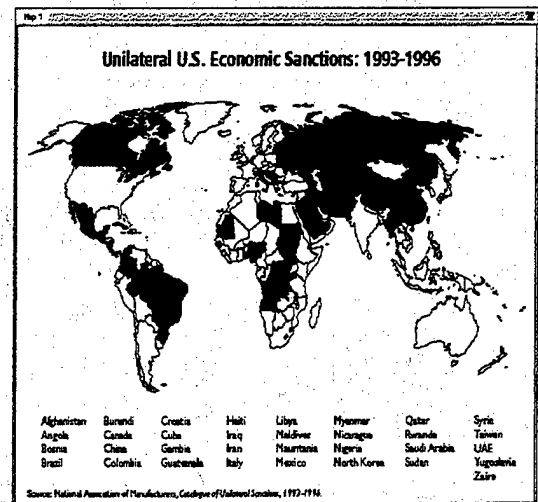 Map 1
Unilateral U.S. Economic Sanctions: 1993-1996
Afghanistan Burundi Croatia Haiti Libya Myanmar Qatar Syria
Angola Canada Cuba Iraq Maldives Nicaragua Rwanda Taiwan
Bosnia China Gambia Iran Mauritania Nigeria Saudi Arabia UAE
Brazil Colombia Guatemala Italy Mexico North Korea Sudan Yugoslavia
Zaire
Source: National Association of Manufacturers, Catalogue of Unilateral Sanctions, 1993-1996.